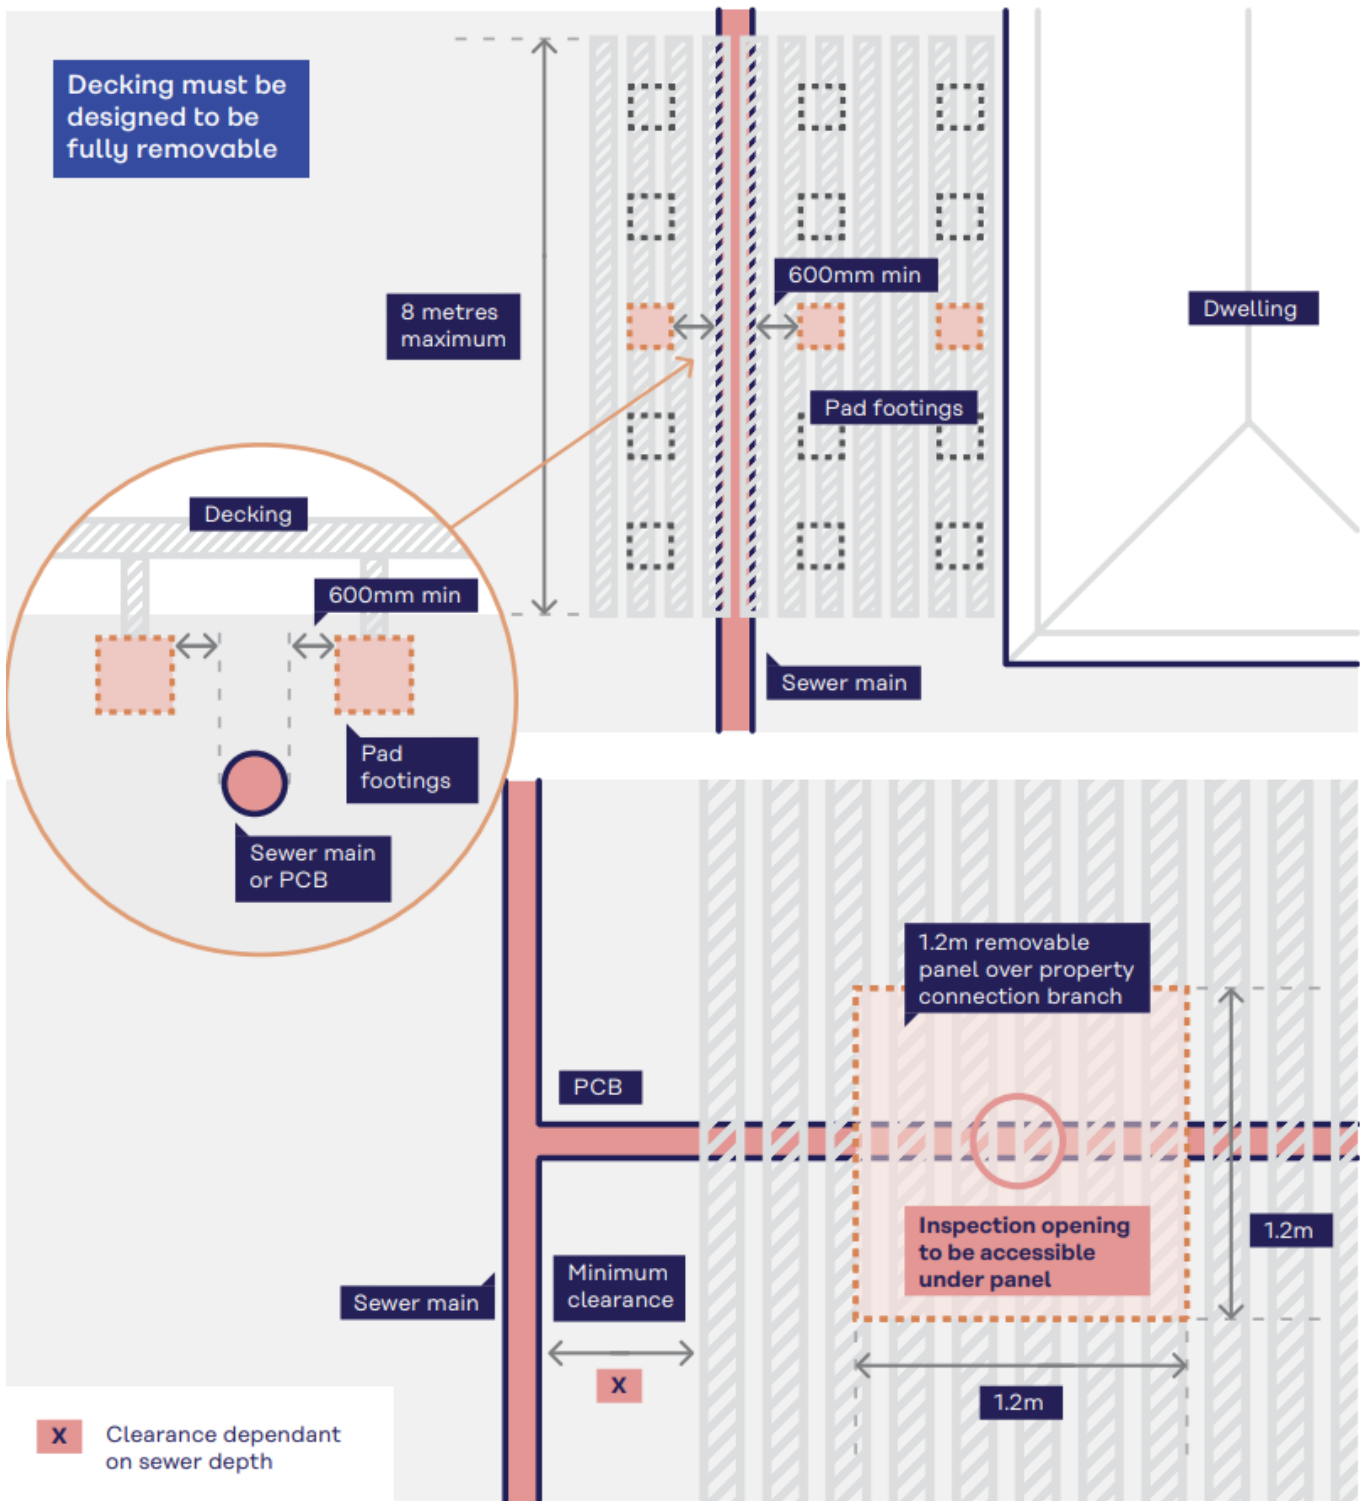 Decking must be
designed to be
fully removable
8 metres
maximum
600mm min
Dwelling
Pad footings
Sewer main
Decking
600mm min
Pad
footings
Sewer main
or PCB
1.2m removable
panel over property
connection branch
PCB
Inspection opening
to be accessible
under panel
1.2m
Sewer main
Minimum
clearance
X
1.2m
X Clearance dependant
on sewer depth